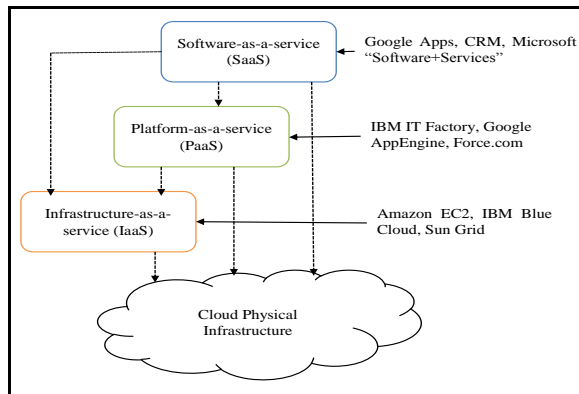 Software-as-a-service
(SaaS)
Google Apps, CRM, Microsoft
“Software+Services”
Platform-as-a-service
(PaaS)
IBM IT Factory, Google
AppEngine, Force.com
Infrastructure-as-a-
service (IaaS)
Amazon EC2, IBM Blue
Cloud, Sun Grid
Cloud Physical
Infrastructure